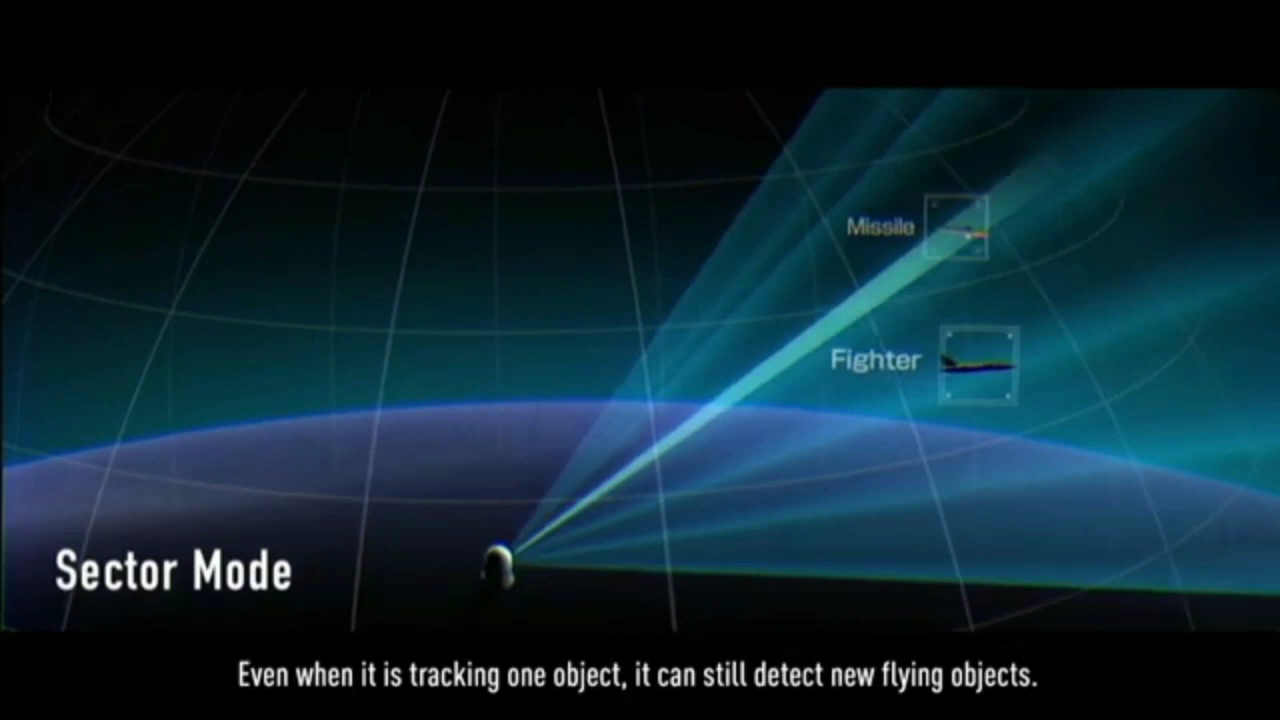 Missile
Fighter
Sector Mode
Even when it is tracking one object, it can still detect new flying objects.